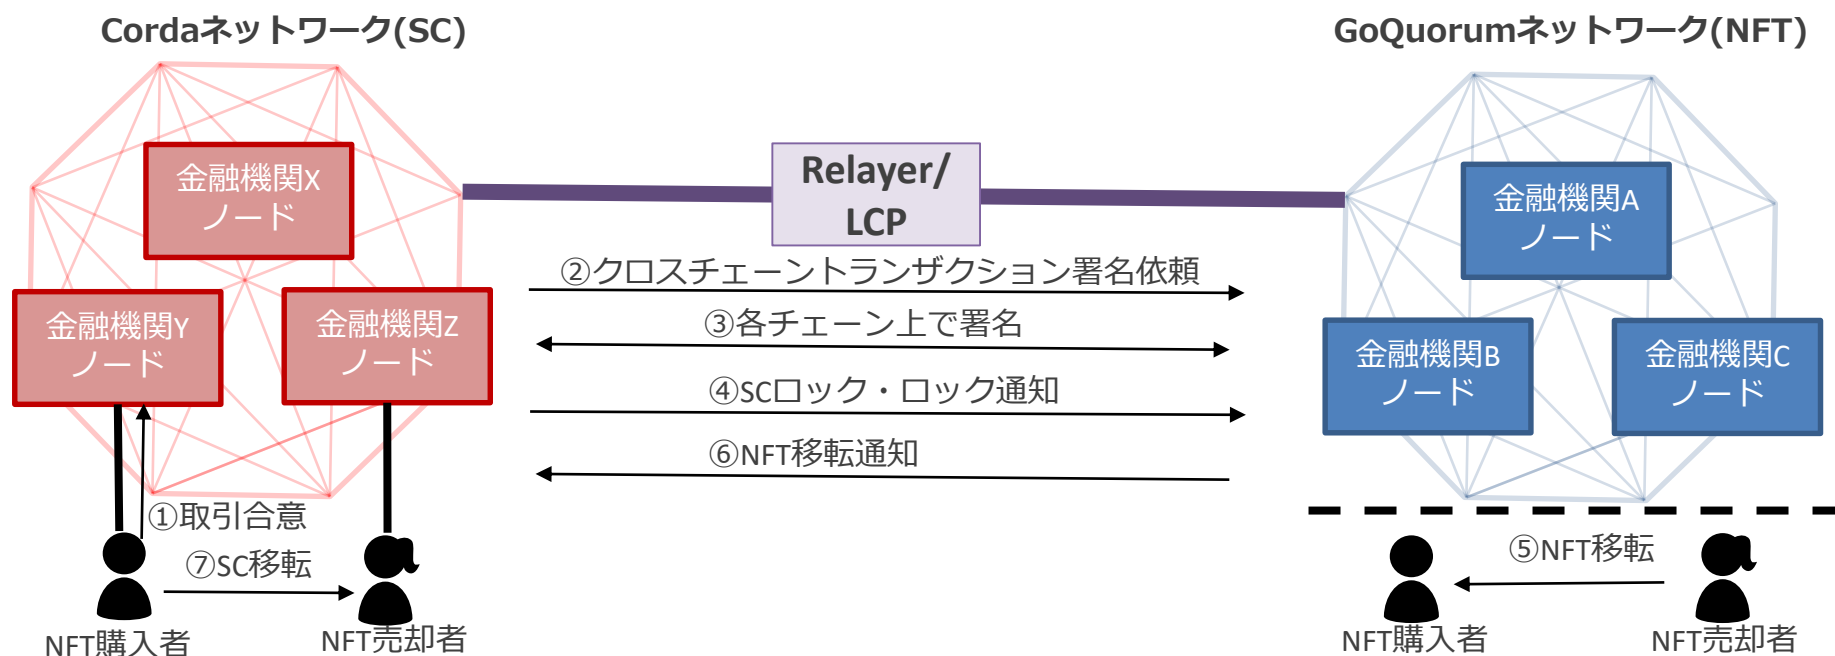 Cordaネットワーク(SC)
GoQuorumネットワーク(NFT)
Relayer/
LCP
金融機関X
ノード
金融機関Y
ノード
金融機関Z
ノード
金融機関A
ノード
金融機関B
ノード
金融機関C
ノード
②クロスチェーントランザクション署名依頼
③各チェーン上で署名
④SCロック・ロック通知
⑥NFT移転通知
①取引合意
⑦SC移転
NFT購入者
NFT売却者
⑤NFT移転
NFT購入者
NFT売却者